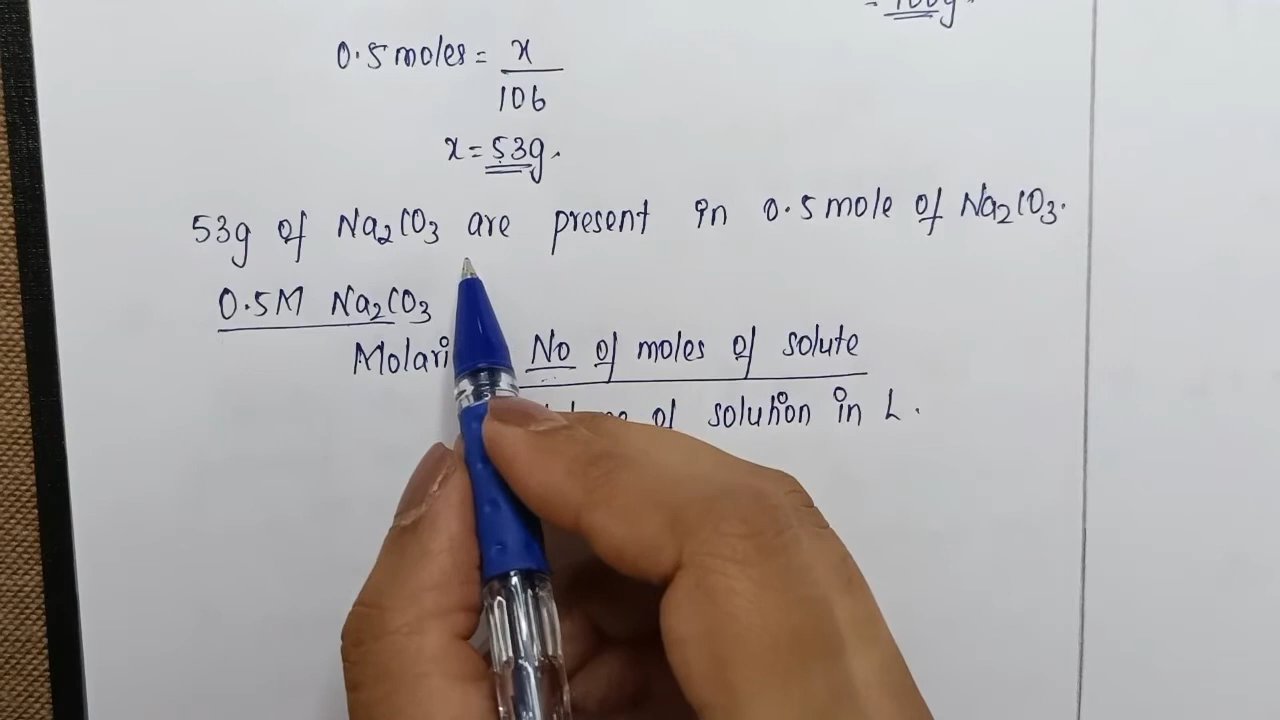 0.5 moles = x
106
x = 53g.
53g of Na2CO3 are present in 0.5 mole of Na2CO3.
0.5M Na2CO3
No of moles of solute
of solution in L.